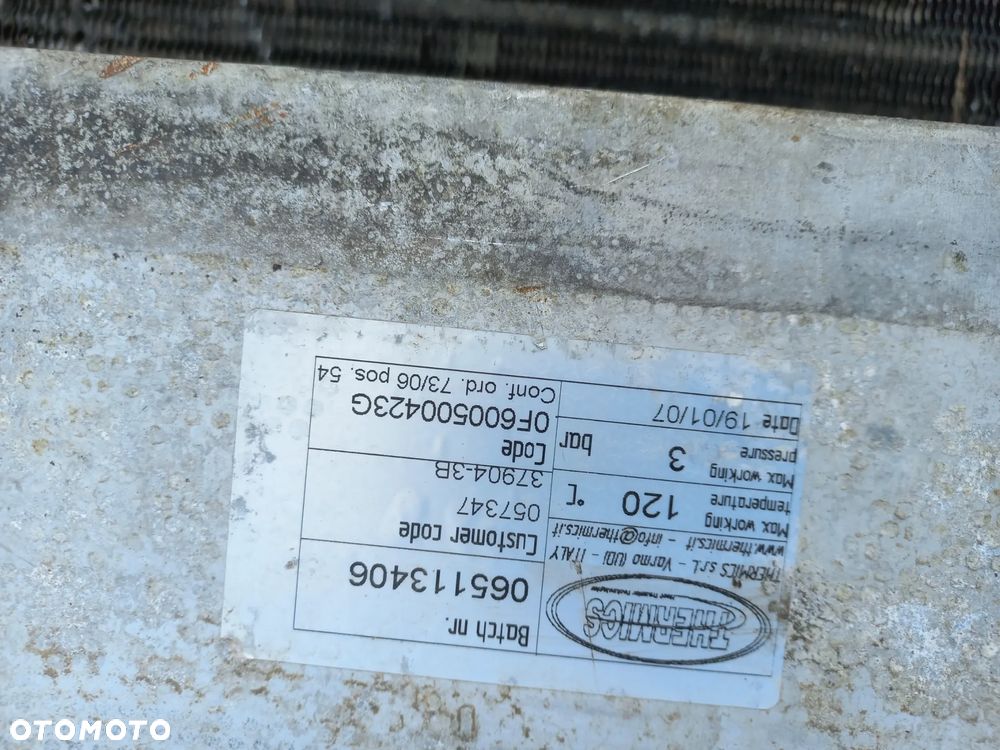 THERMICS
THERMICS s.r.l. - Varmo (UD) - ITALY
www.thermics.it - info@thermics.it
Max. working
temperature 120 °C
Max. working
pressure 3 bar
Date 19/01/07
Batch nr.
065113406
Customer code
057347
37904-3B
Code
0F600500423G
Conf. ord. 73/06 pos. 54
OTOMOTO